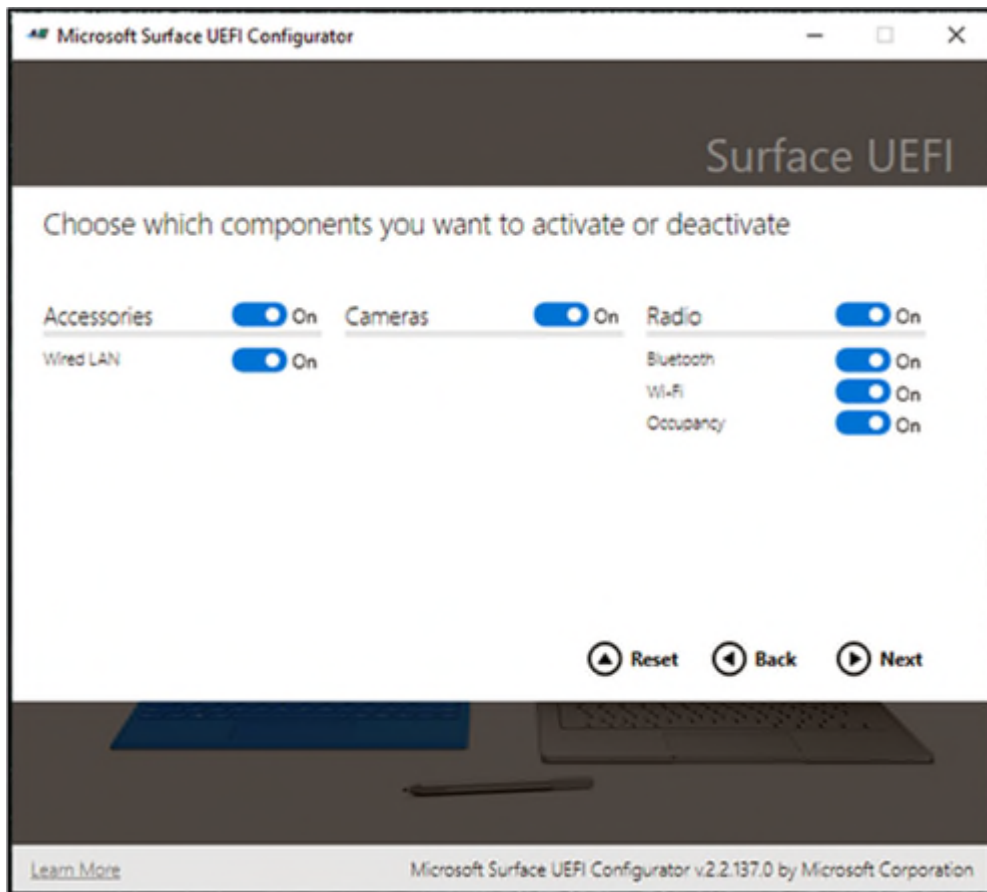 Microsoft Surface UEFI Configurator
Surface UEFI
Choose which components you want to activate or deactivate
Accessories On Cameras On Radio On
Wired LAN On Bluetooth On
Wi-Fi On
Occupancy On
Reset Back Next
Learn More Microsoft Surface UEFI Configurator v.2.2.137.0 by Microsoft Corporation